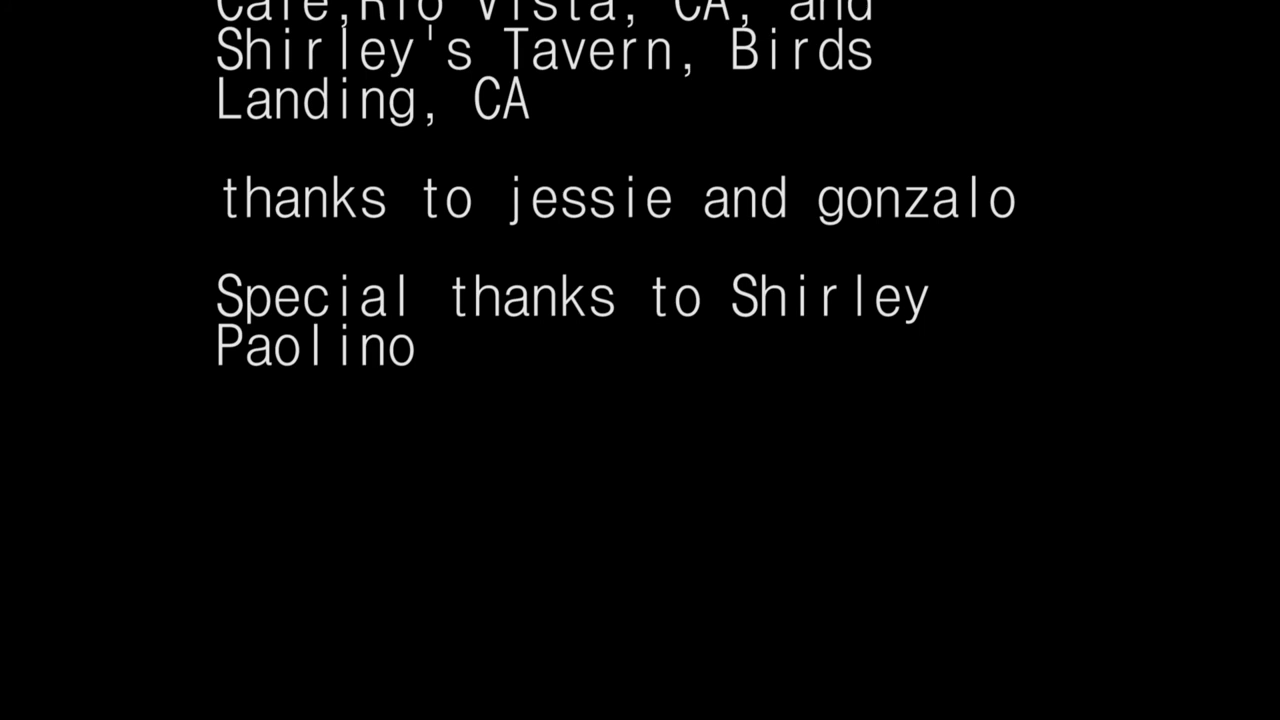 Cafe,Rio Vista, CA, and
Shirley's Tavern, Birds
Landing, CA
thanks to jessie and gonzalo
Special thanks to Shirley
Paolino